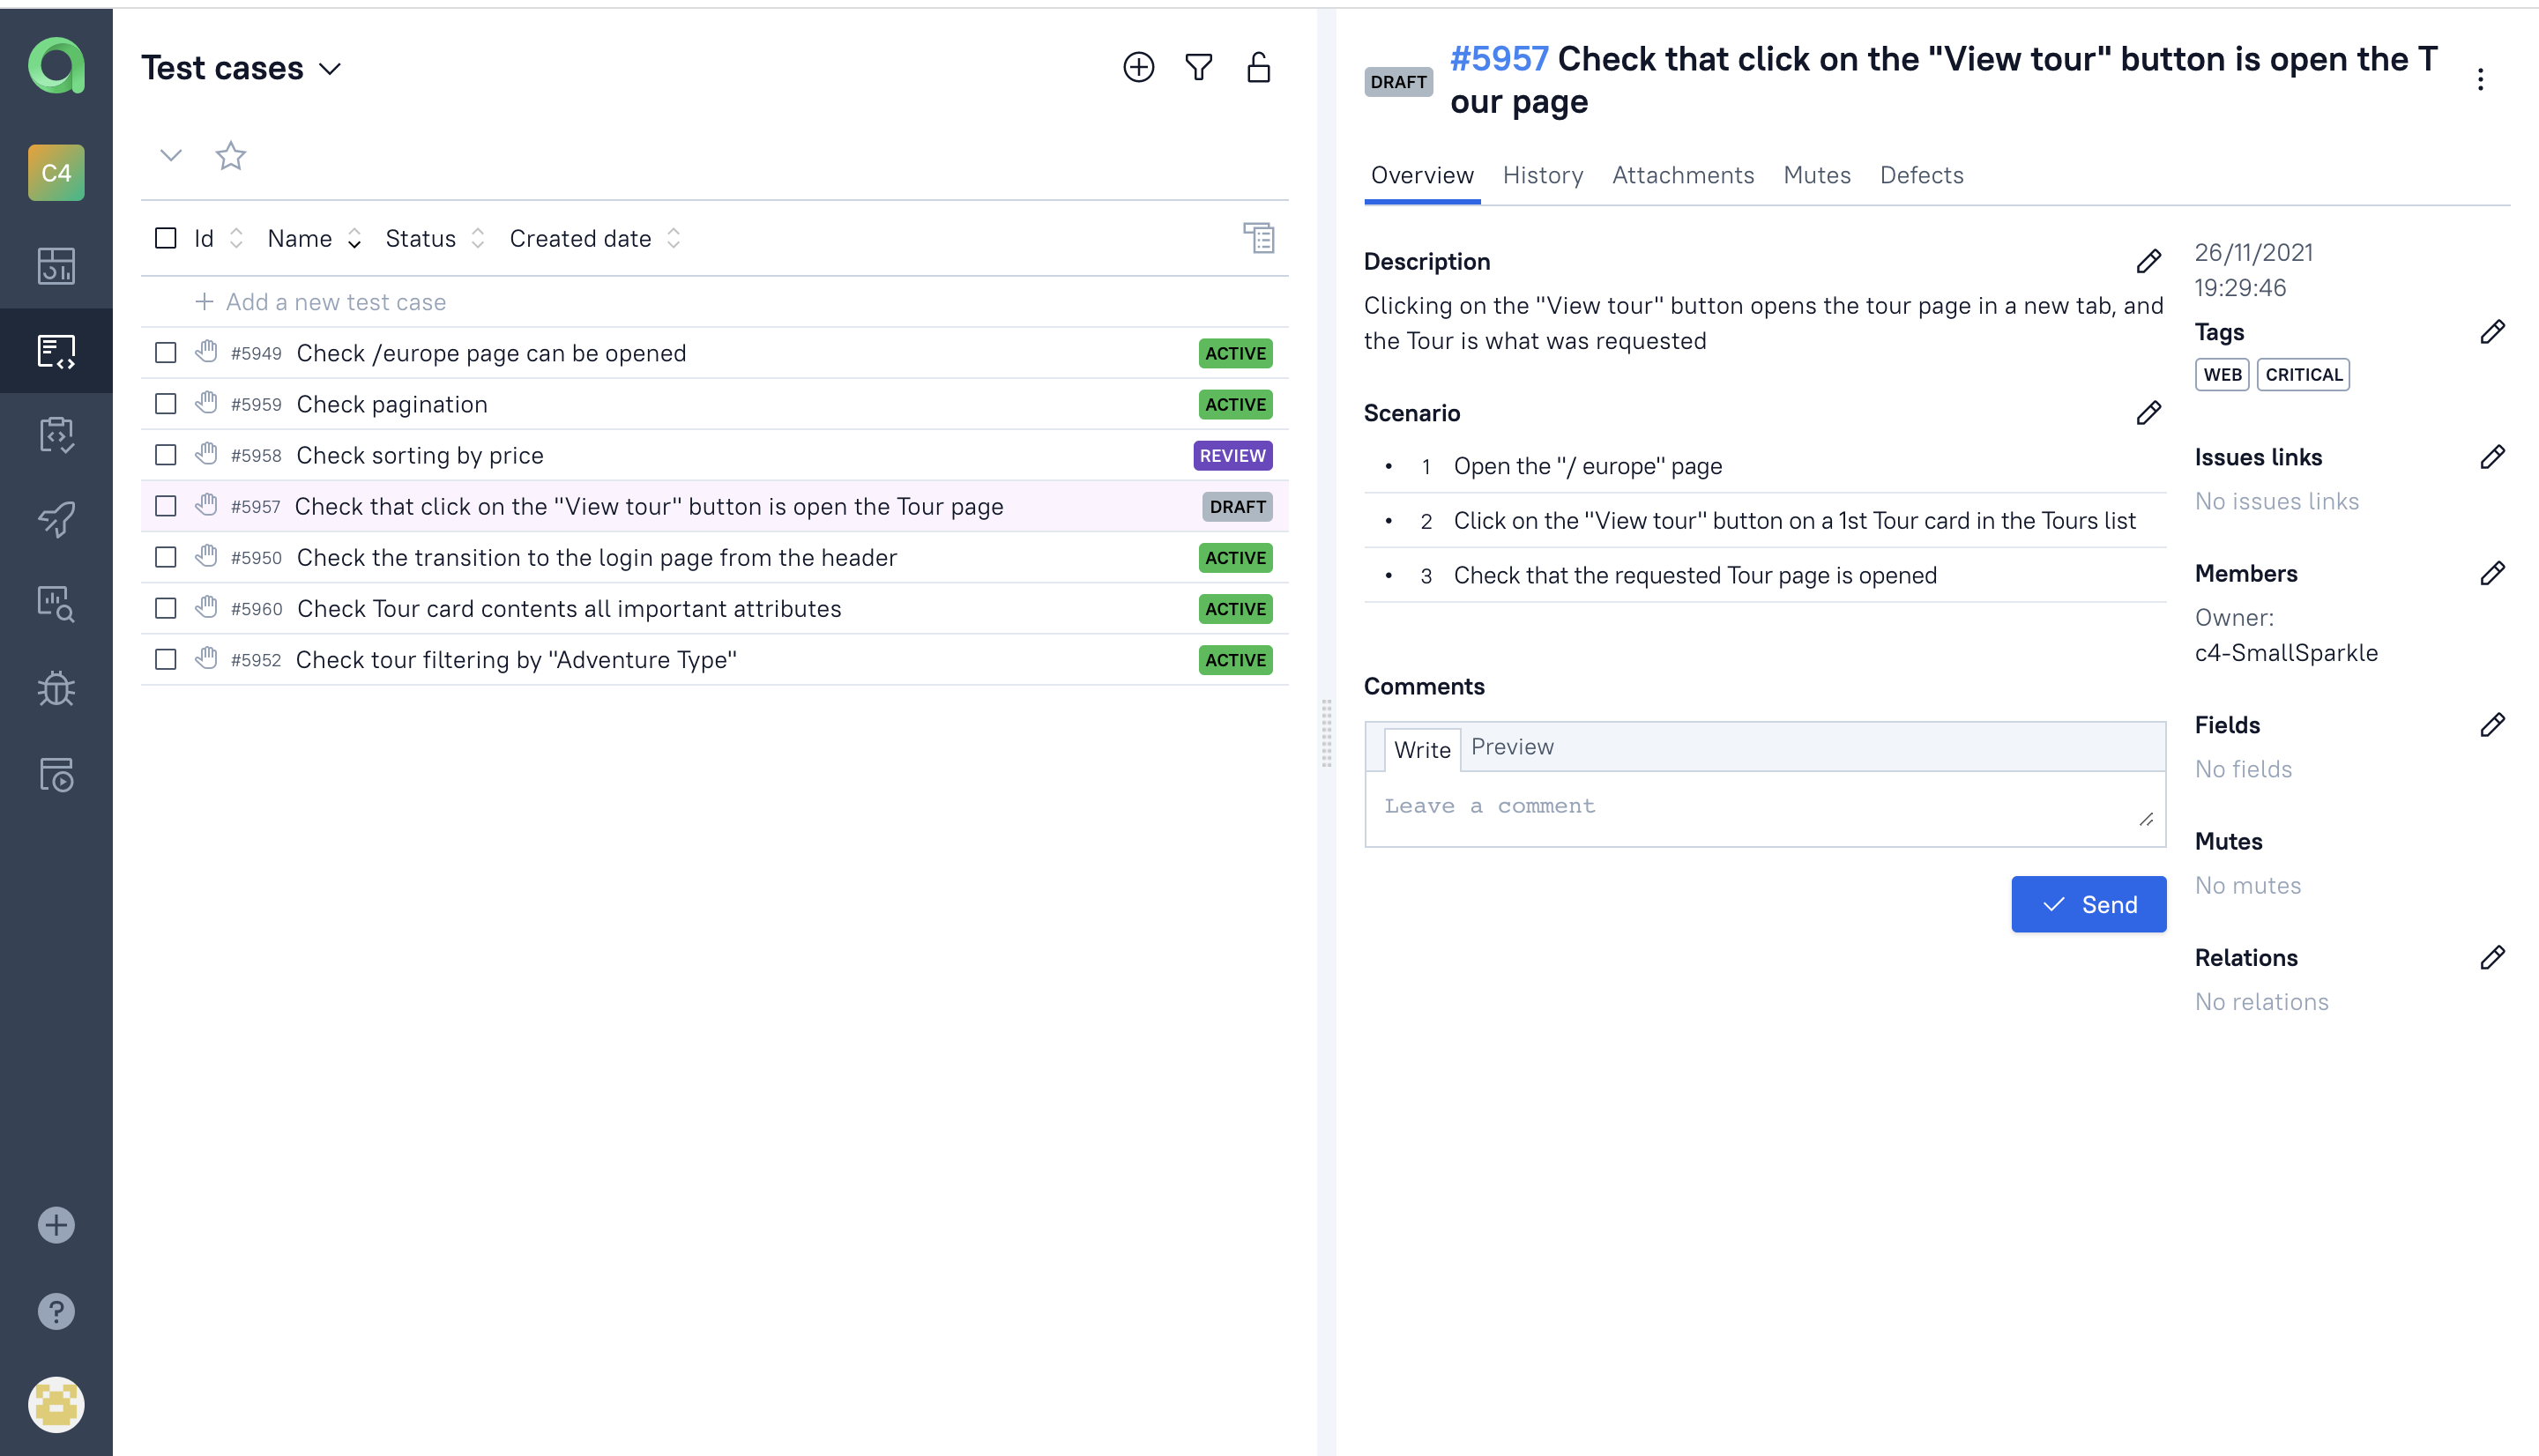 C4
Test cases
Id Name Status Created date
+ Add a new test case
#5949 Check /europe page can be opened ACTIVE
#5959 Check pagination ACTIVE
#5958 Check sorting by price REVIEW
#5957 Check that click on the "View tour" button is open the Tour page DRAFT
#5950 Check the transition to the login page from the header ACTIVE
#5960 Check Tour card contents all important attributes ACTIVE
#5952 Check tour filtering by "Adventure Type" ACTIVE
DRAFT #5957 Check that click on the "View tour" button is open the T
our page
Overview History Attachments Mutes Defects
Description
Clicking on the "View tour" button opens the tour page in a new tab, and
the Tour is what was requested
Scenario
• 1 Open the "/ europe" page
• 2 Click on the "View tour" button on a 1st Tour card in the Tours list
• 3 Check that the requested Tour page is opened
Comments
Write Preview
Leave a comment
Send
26/11/2021
19:29:46
Tags
WEB CRITICAL
Issues links
No issues links
Members
Owner:
c4-SmallSparkle
Fields
No fields
Mutes
No mutes
Relations
No relations